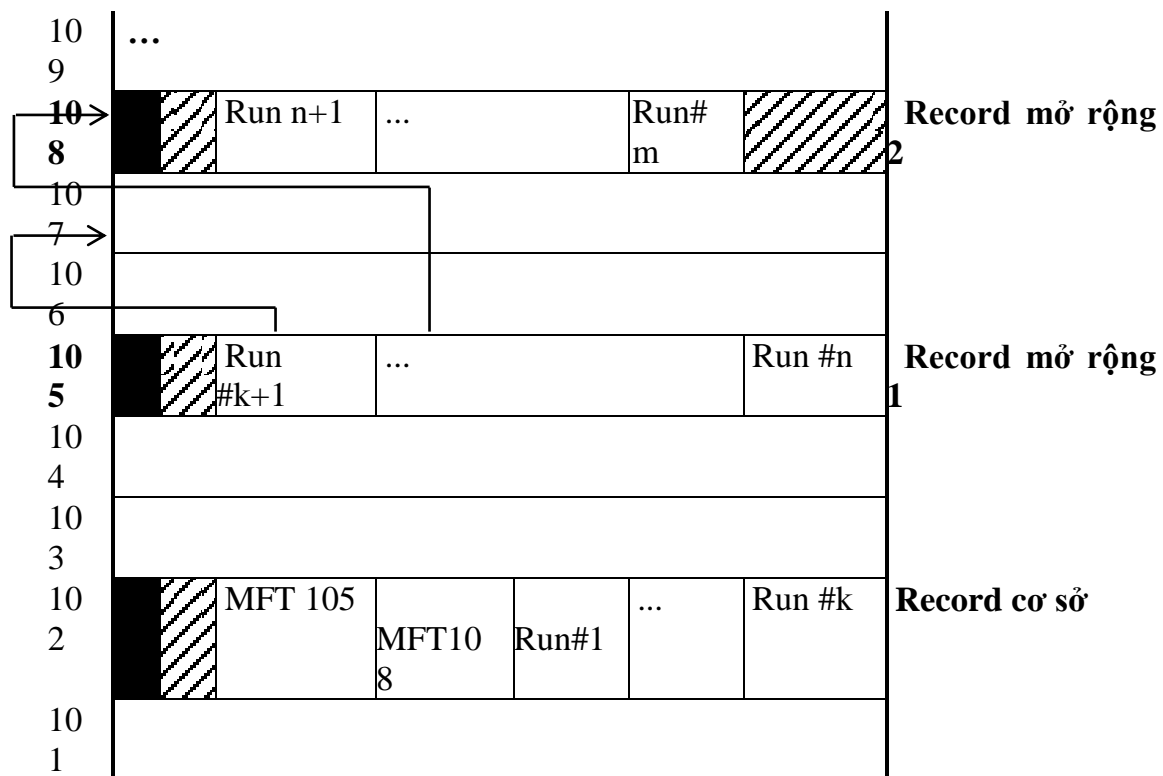 10
9
...
10
8
Run n+1
...
Run#
m
Record mở rộng
2
10
7
10
6
10
5
Run
#k+1
...
Run #n
Record mở rộng
1
10
4
10
3
10
2
MFT 105
MFT10
8
Run#1
...
Run #k
Record cơ sở
10
1